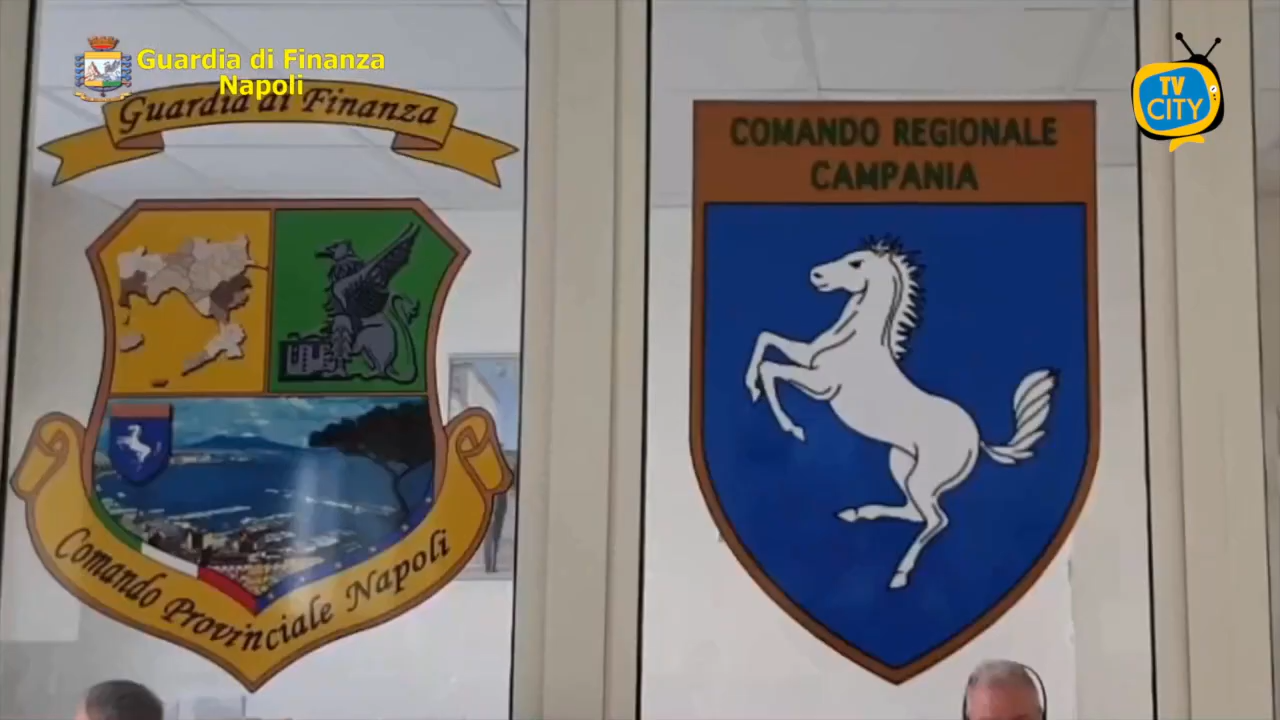 Guardia di Finanza
Napoli
Guardia di Finanza
Comando Provinciale Napoli
COMANDO REGIONALE
CAMPANIA
TV
CITY